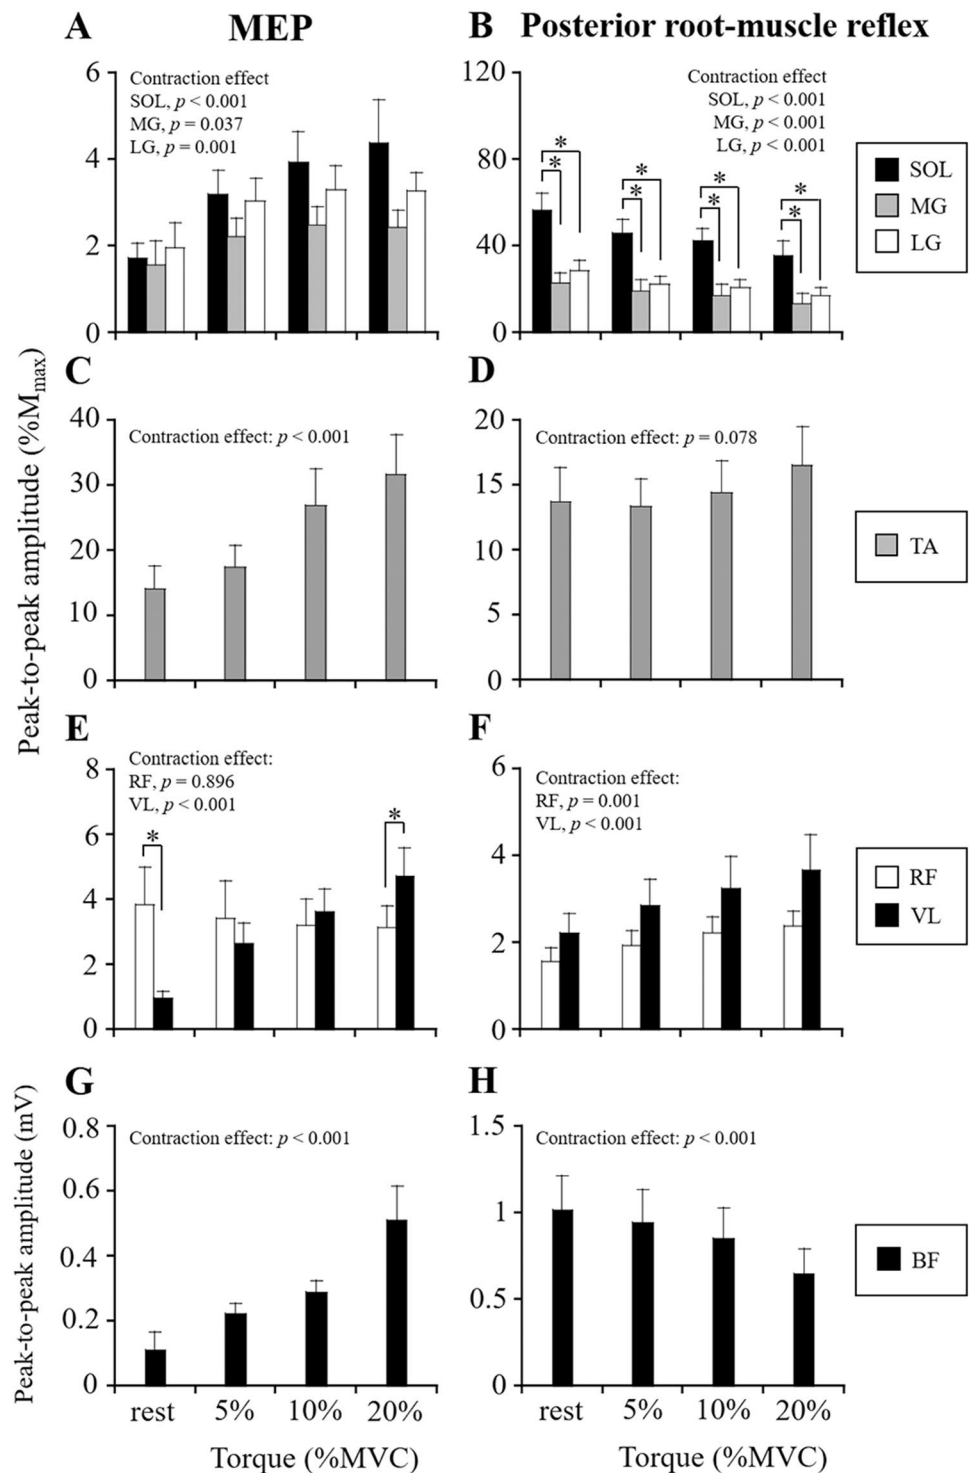 A
MEP
6
4
2
0
Contraction effect
SOL, p < 0.001
MG, p = 0.037
LG, p = 0.001
B
Posterior root-muscle reflex
120
80
40
0
Contraction effect
SOL, p < 0.001
MG, p < 0.001
LG, p < 0.001
*
*
*
*
*
*
*
*
SOL
MG
LG
Peak-to-peak amplitude (%Mmax)
C
40
30
20
10
0
Contraction effect: p < 0.001
D
20
15
10
5
0
Contraction effect: p = 0.078
TA
E
8
6
4
2
0
Contraction effect:
RF, p = 0.896
VL, p < 0.001
*
*
F
6
4
2
0
Contraction effect:
RF, p = 0.001
VL, p < 0.001
RF
VL
Peak-to-peak amplitude (mV)
G
0.8
0.6
0.4
0.2
0
Contraction effect: p < 0.001
rest 5% 10% 20%
Torque (%MVC)
H
1.5
1
0.5
0
Contraction effect: p < 0.001
rest 5% 10% 20%
Torque (%MVC)
BF